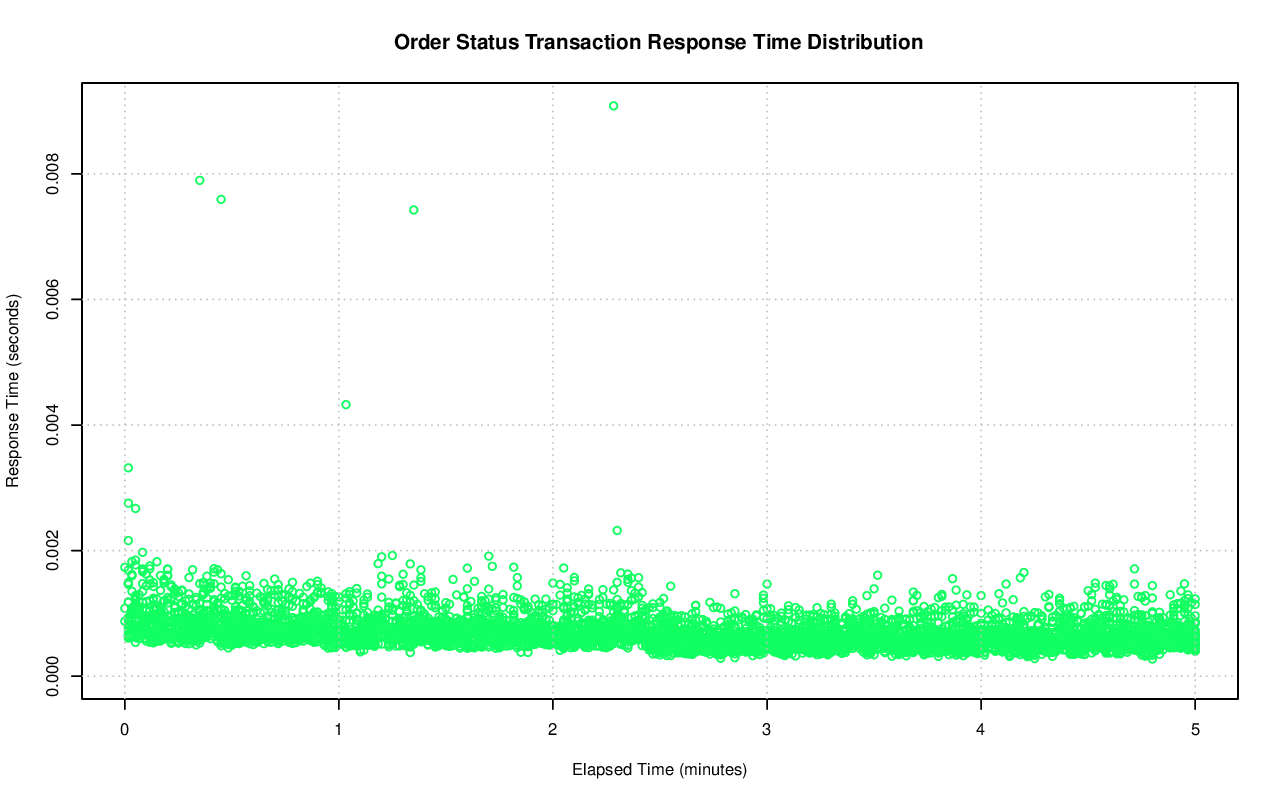 Order Status Transaction Response Time Distribution
Response Time (seconds)
0.008
0.006
0.004
0.002
0.000
0 1 2 3 4 5
Elapsed Time (minutes)